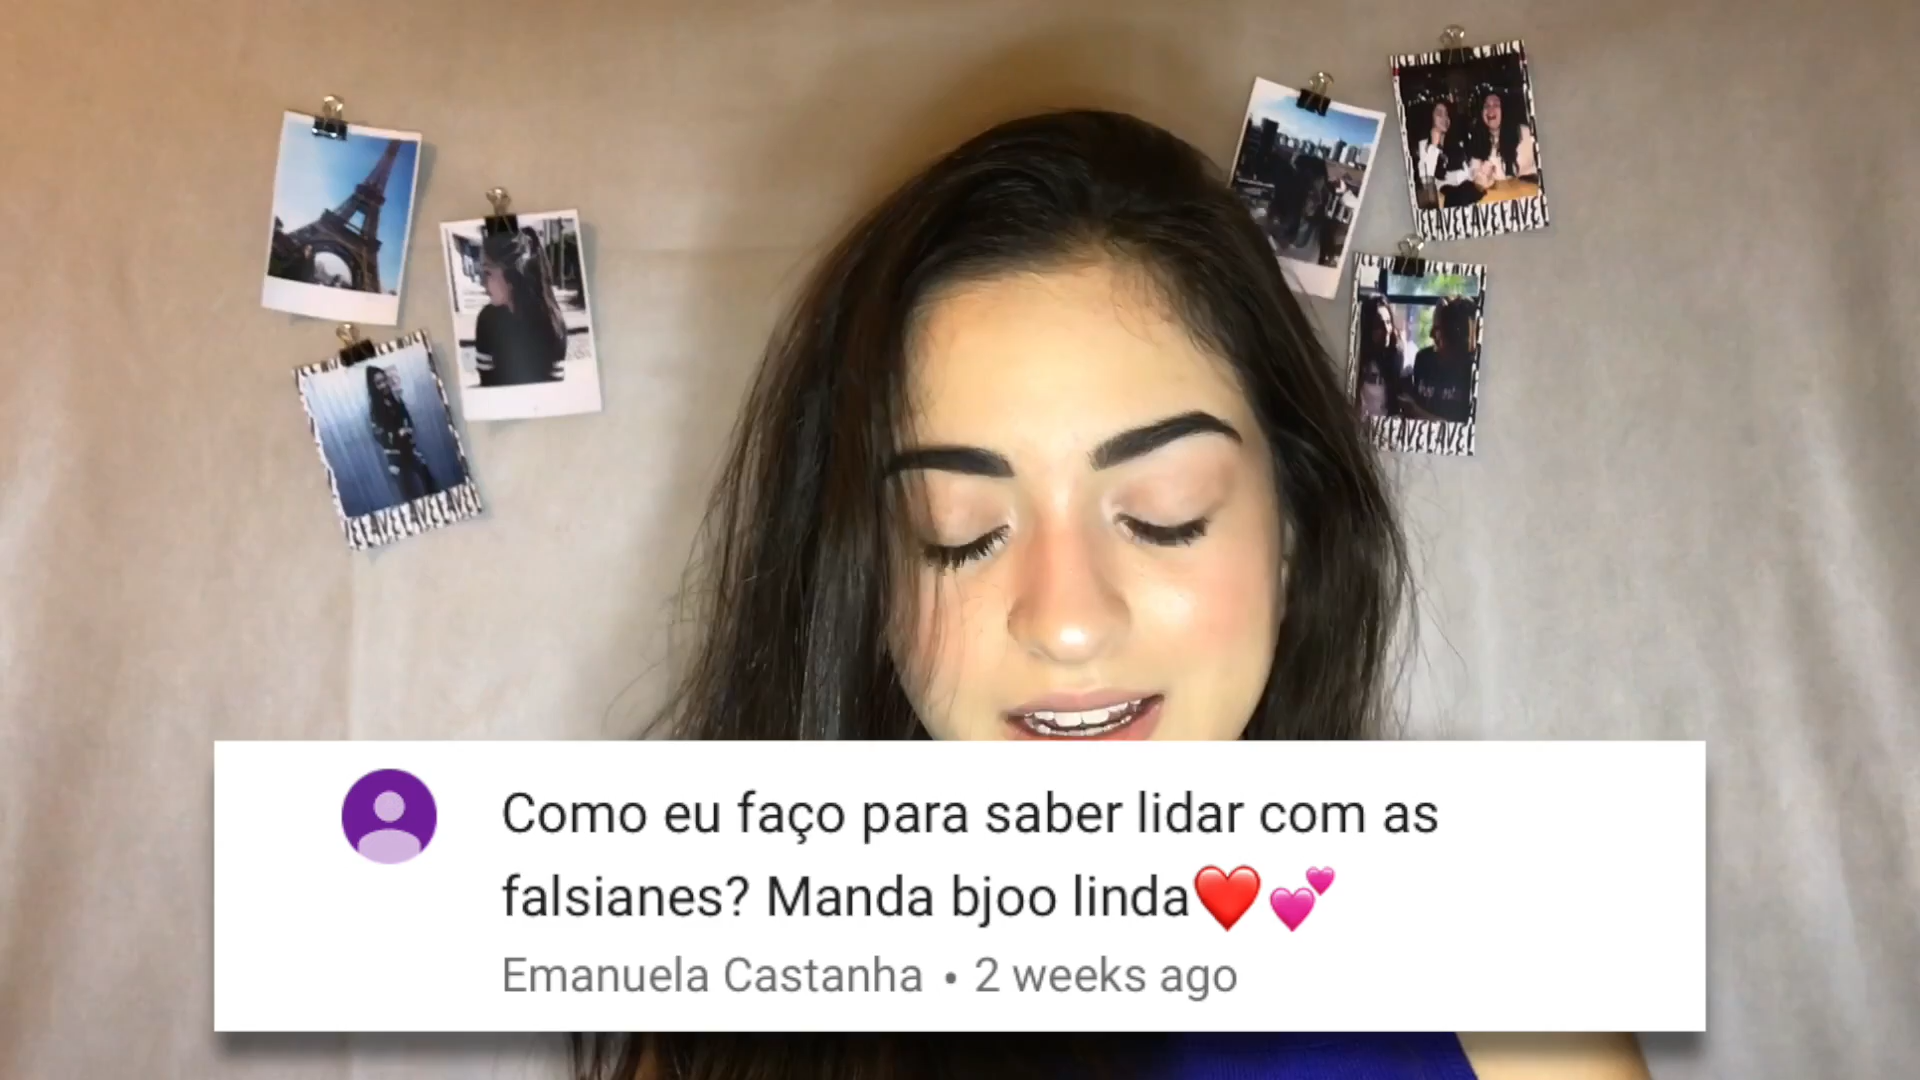 Como eu faço para saber lidar com as
falsianes? Manda bjoo linda❤️💕
Emanuela Castanha • 2 weeks ago